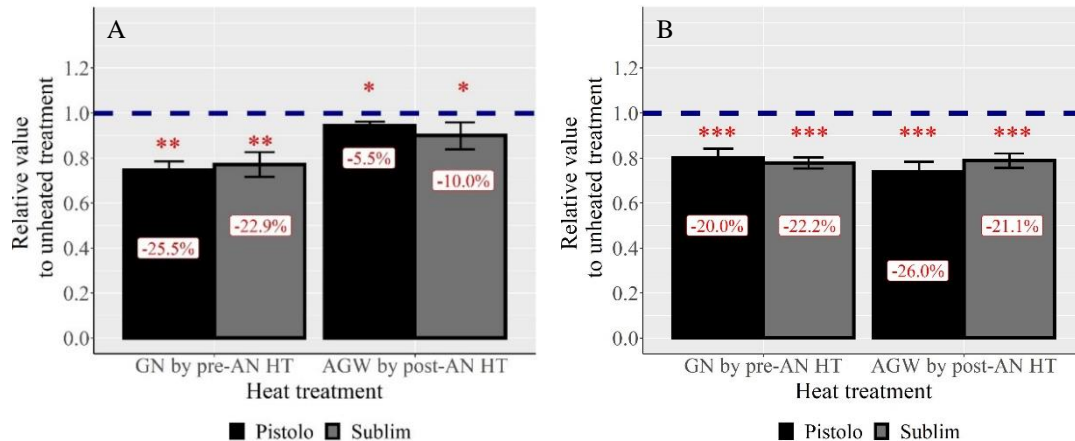 A
Relative value
to unheated treatment
1.2
1.0
0.8
0.6
0.4
0.2
0.0
**
**
*
*
-25.5%
-22.9%
-5.5%
-10.0%
GN by pre-AN HT
AGW by post-AN HT
Heat treatment
Pistolo
Sublim
B
Relative value
to unheated treatment
1.2
1.0
0.8
0.6
0.4
0.2
0.0
***
***
***
***
-20.0%
-22.2%
-26.0%
-21.1%
GN by pre-AN HT
AGW by post-AN HT
Heat treatment
Pistolo
Sublim